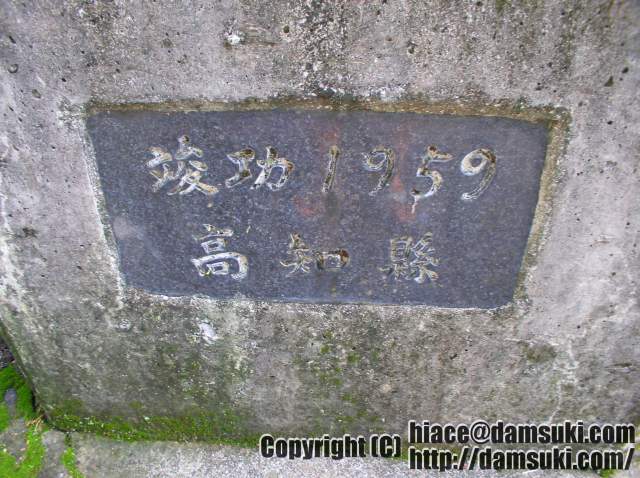 竣功1959
高知縣
Copyright (C) hiace@damsuki.com
http://damsuki.com/